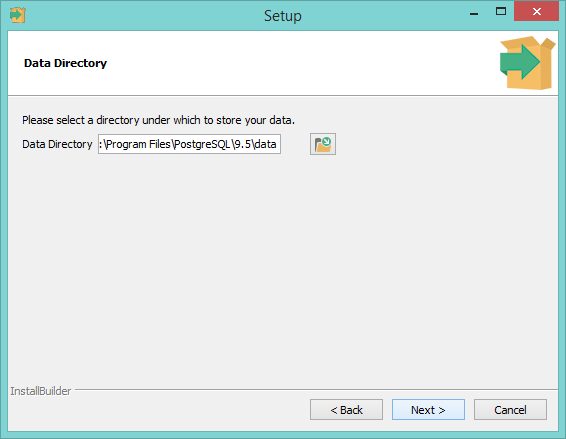 Setup
Data Directory
Please select a directory under which to store your data.
Data Directory :\Program Files\PostgreSQL\9.5\data
InstallBuilder
< Back Next > Cancel